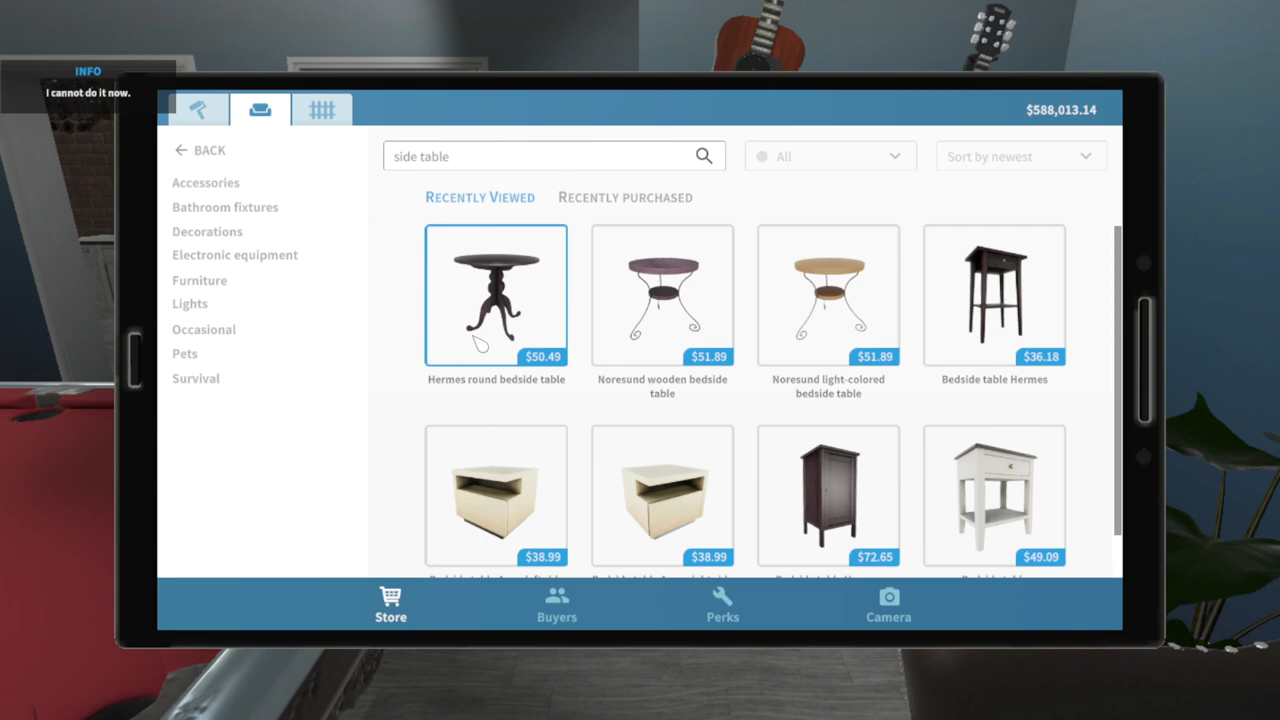 INFO
I cannot do it now.
$588,013.14
BACK
side table
All
Sort by newest
Accessories
Bathroom fixtures
Decorations
Electronic equipment
Furniture
Lights
Occasional
Pets
Survival
RECENTLY VIEWED
RECENTLY PURCHASED
$50.49
$51.89
$51.89
$36.18
Hermes round bedside table
Noresund wooden bedside
table
Noresund light-colored
bedside table
Bedside table Hermes
$38.99
$38.99
$72.65
$49.09
Store
Buyers
Perks
Camera